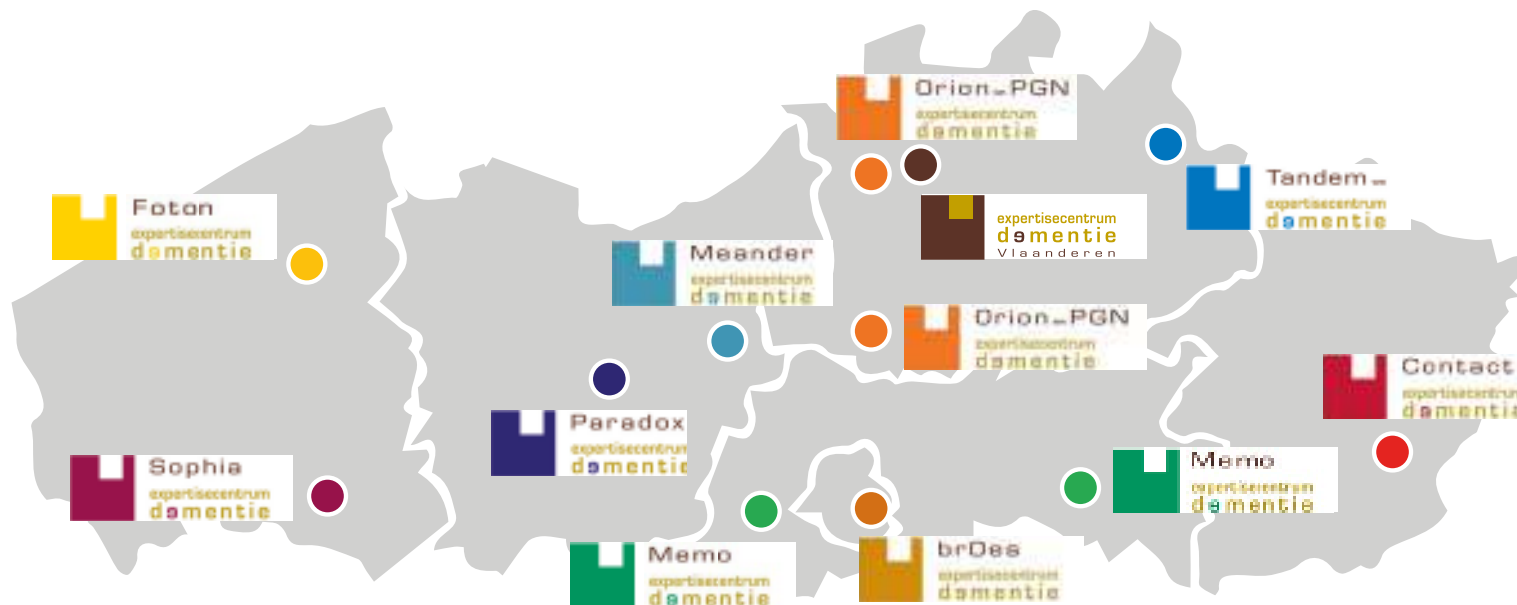 Orion vzw PGN
expertisecentrum
dementie
Foton
expertisecentrum
dementie
Tandem
expertisecentrum
dementie
expertisecentrum
dementie
Vlaanderen
Meander
expertisecentrum
dementie
Orion vzw PGN
expertisecentrum
dementie
Contact
expertisecentrum
dementie
Paradox
expertisecentrum
dementie
Sophia
expertisecentrum
dementie
Memo
expertisecentrum
dementie
Memo
expertisecentrum
dementie
brOes
expertisecentrum
dementie